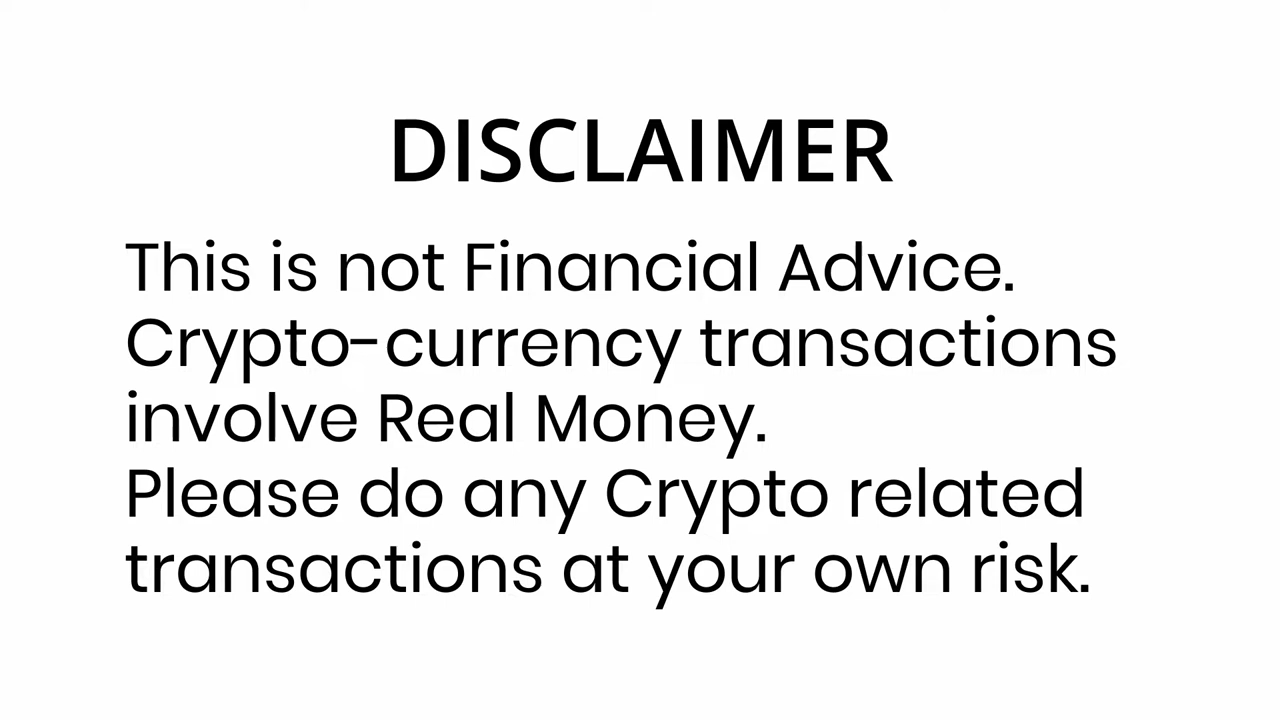 DISCLAIMER
This is not Financial Advice.
Crypto-currency transactions
involve Real Money.
Please do any Crypto related
transactions at your own risk.